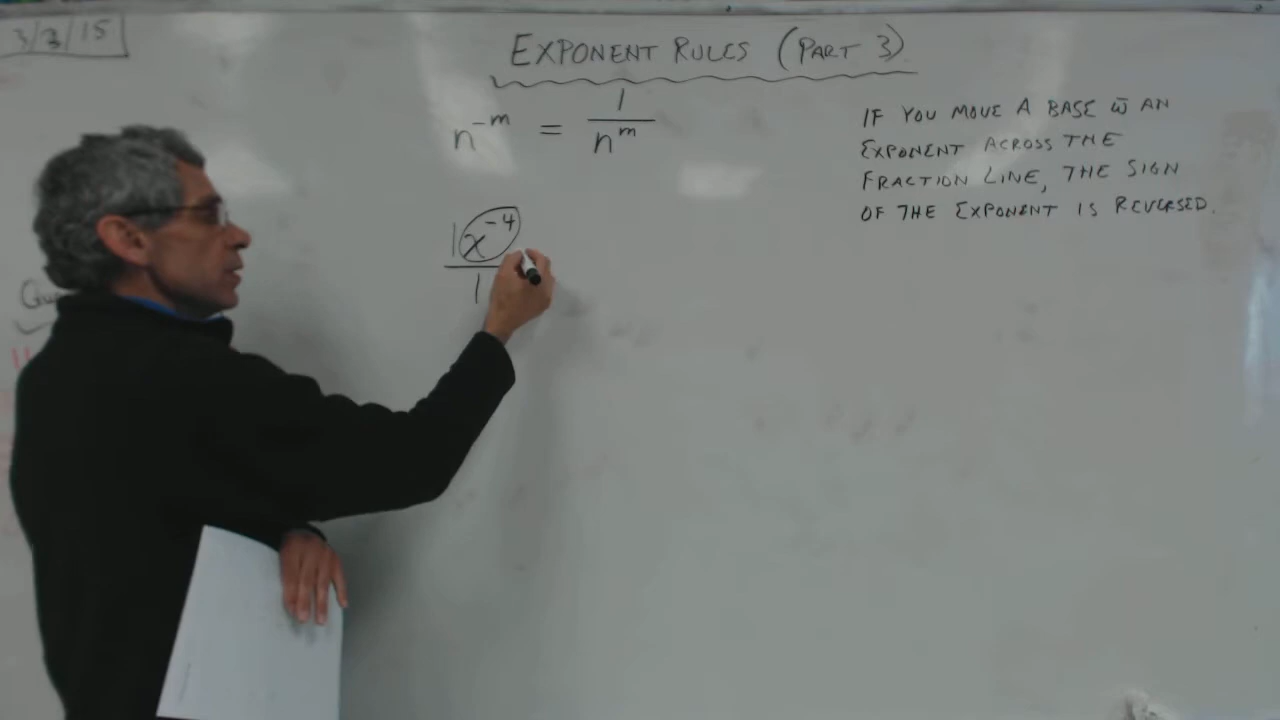 3/3/15
EXPONENT RULES (PART 3)
n⁻ᵐ = 1/nᵐ
IF YOU MOVE A BASE w̅ AN
EXPONENT ACROSS THE
FRACTION LINE, THE SIGN
OF THE EXPONENT IS REVERSED.
1x⁻⁴
1